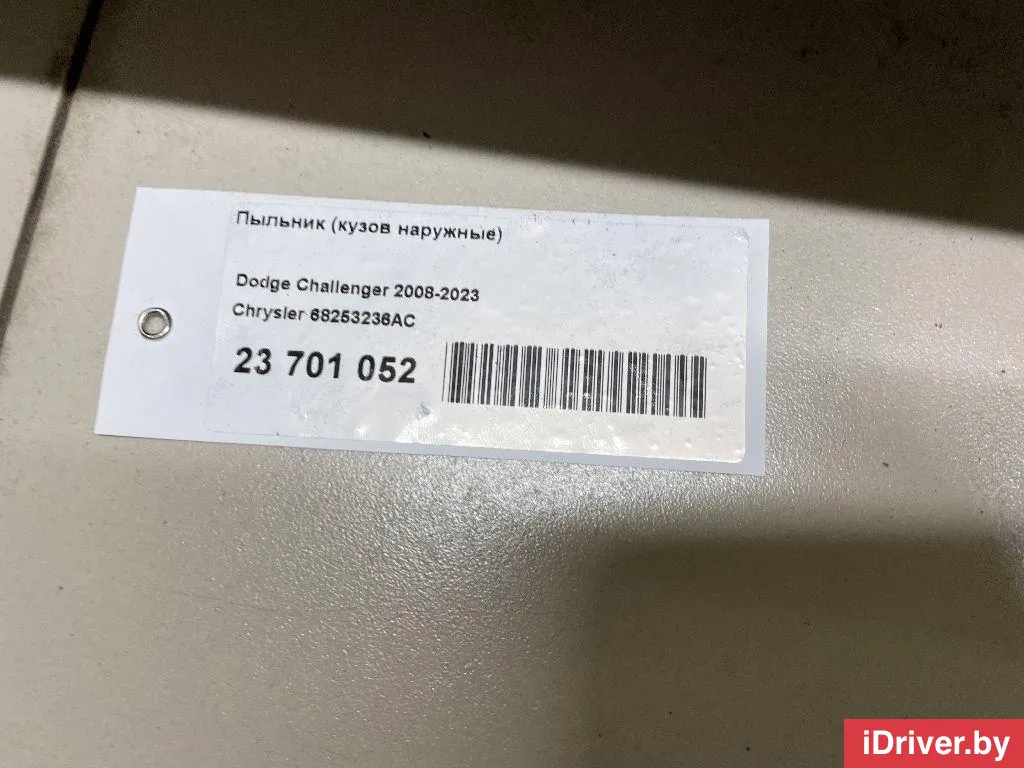 Пыльник (кузов наружные)
Dodge Challenger 2008-2023
Chrysler 68253236AC
23 701 052
iDriver.by